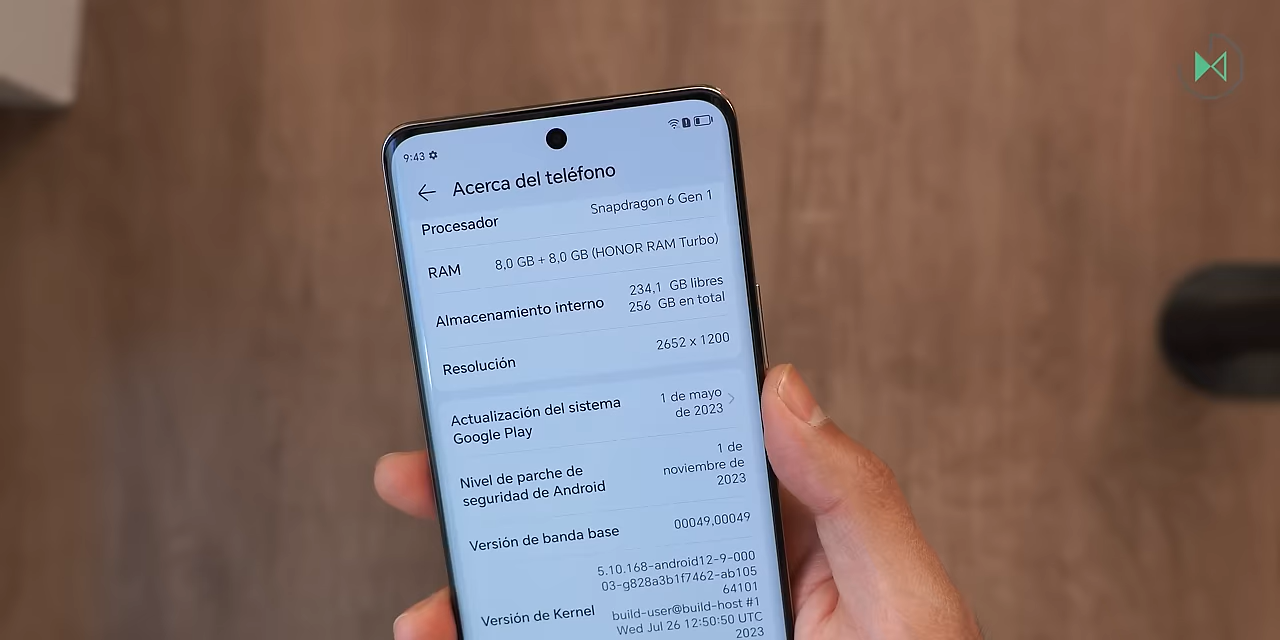 9:43
Acerca del teléfono
Procesador
Snapdragon 6 Gen 1
RAM
8,0 GB + 8,0 GB (HONOR RAM Turbo)
Almacenamiento interno
234,1 GB libres
256 GB en total
Resolución
2652 x 1200
Actualización del sistema
Google Play
1 de mayo
de 2023
Nivel de parche de
seguridad de Android
1 de
noviembre de
2023
Versión de banda base
00049,00049
Versión de Kernel
5.10.168-android12-9-000
03-g828a3b1f7462-ab105
64101
build-user@build-host #1
Wed Jul 26 12:50:50 UTC
2023